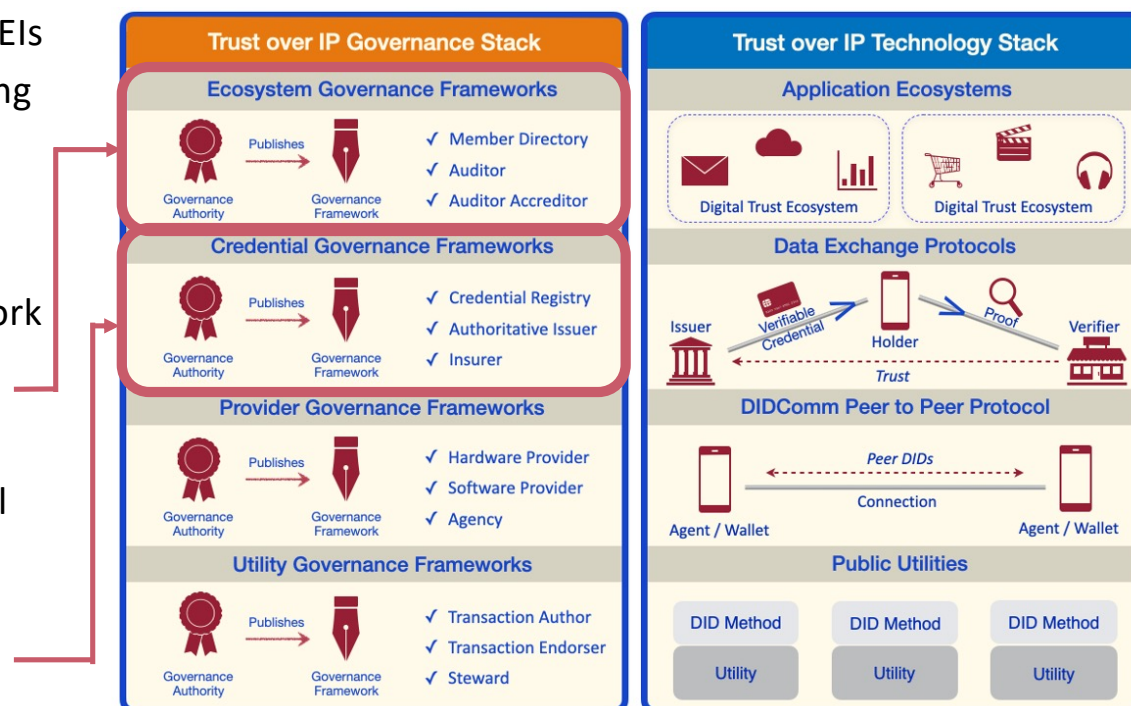 EIs
ng
ork
l
Trust over IP Governance Stack
Ecosystem Governance Frameworks
Publishes
Governance Authority
Governance Framework
✓ Member Directory
✓ Auditor
✓ Auditor Accreditor
Credential Governance Frameworks
Publishes
Governance Authority
Governance Framework
✓ Credential Registry
✓ Authoritative Issuer
✓ Insurer
Provider Governance Frameworks
Publishes
Governance Authority
Governance Framework
✓ Hardware Provider
✓ Software Provider
✓ Agency
Utility Governance Frameworks
Publishes
Governance Authority
Governance Framework
✓ Transaction Author
✓ Transaction Endorser
✓ Steward
Trust over IP Technology Stack
Application Ecosystems
Digital Trust Ecosystem
Digital Trust Ecosystem
Data Exchange Protocols
Issuer
Verifiable Credential
Holder
Proof
Verifier
Trust
DIDComm Peer to Peer Protocol
Peer DIDs
Connection
Agent / Wallet
Agent / Wallet
Public Utilities
DID Method
DID Method
DID Method
Utility
Utility
Utility